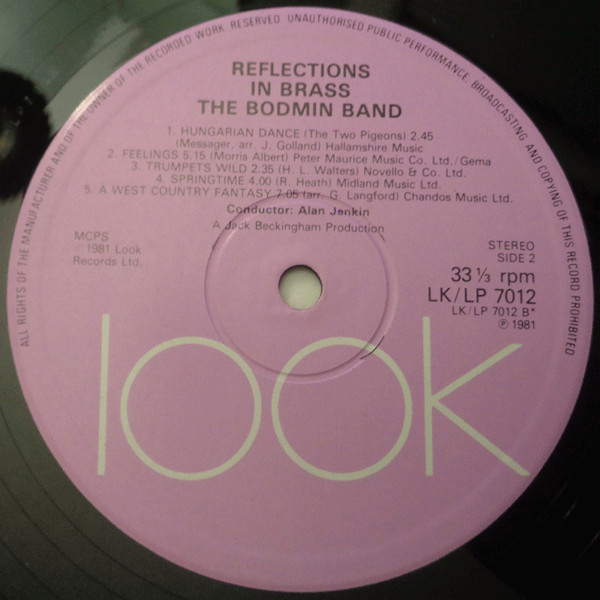 ALL RIGHTS OF THE MANUFACTURER AND OF THE OWNER OF THE RECORDED WORK RESERVED UNAUTHORISED PUBLIC PERFORMANCE, BROADCASTING AND COPYING OF THIS RECORD PROHIBITED
REFLECTIONS
IN BRASS
THE BODMIN BAND
1. HUNGARIAN DANCE (The Two Pigeons) 2.45
(Messager, arr. J. Golland) Hallamshire Music
2. FEELINGS 5.15 (Morris Albert) Peter Maurice Music Co. Ltd./Gema
3. TRUMPETS WILD 2.35 (H. L. Walters) Novello & Co. Ltd.
4. SPRINGTIME 4.00 (R. Heath) Midland Music Ltd.
5. A WEST COUNTRY FANTASY 7.05 (arr. G. Langford) Chandos Music Ltd.
Conductor: Alan Jenkin
A Jack Beckingham Production
MCPS
℗ 1981 Look
Records Ltd.
STEREO
SIDE 2
33 ⅓ rpm
LK/LP 7012
LK/LP 7012 B*
℗ 1981
look